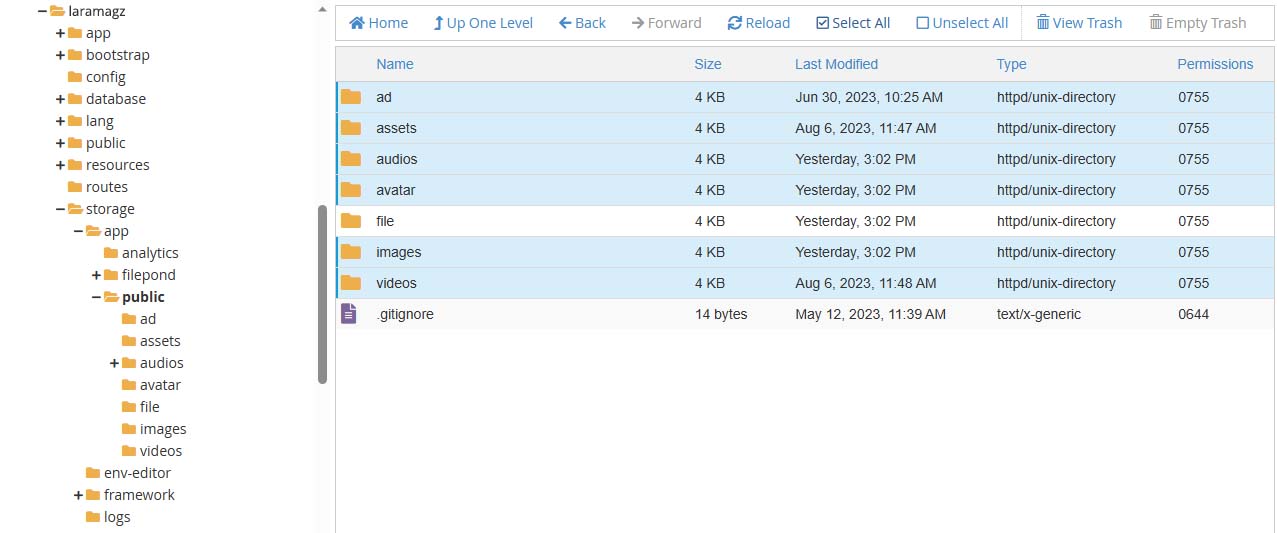 laramagz
app
bootstrap
config
database
lang
public
resources
routes
storage
app
analytics
filepond
public
ad
assets
audios
avatar
file
images
videos
env-editor
framework
logs
Home Up One Level Back Forward Reload Select All Unselect All View Trash Empty Trash
Name Size Last Modified Type Permissions
ad 4 KB Jun 30, 2023, 10:25 AM httpd/unix-directory 0755
assets 4 KB Aug 6, 2023, 11:47 AM httpd/unix-directory 0755
audios 4 KB Yesterday, 3:02 PM httpd/unix-directory 0755
avatar 4 KB Yesterday, 3:02 PM httpd/unix-directory 0755
file 4 KB Yesterday, 3:02 PM httpd/unix-directory 0755
images 4 KB Yesterday, 3:02 PM httpd/unix-directory 0755
videos 4 KB Aug 6, 2023, 11:48 AM httpd/unix-directory 0755
.gitignore 14 bytes May 12, 2023, 11:39 AM text/x-generic 0644